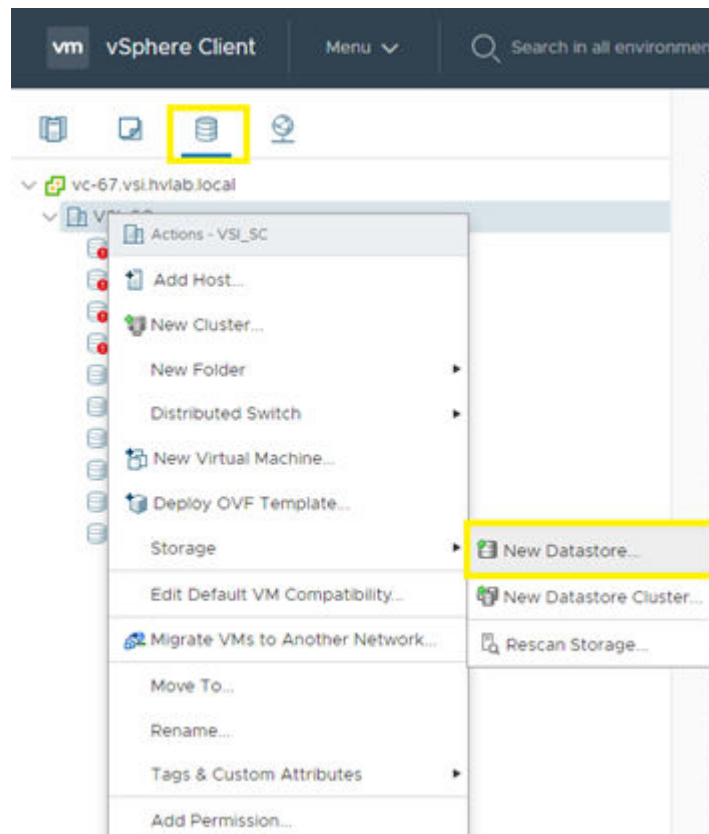 vm vSphere Client Menu Search in all environmen
vc-67.vsi.hvlab.local
Actions - VSI_SC
Add Host...
New Cluster...
New Folder
Distributed Switch
New Virtual Machine...
Deploy OVF Template...
Storage
New Datastore...
Edit Default VM Compatibility...
New Datastore Cluster...
Migrate VMs to Another Network...
Rescan Storage...
Move To...
Rename...
Tags & Custom Attributes
Add Permission...